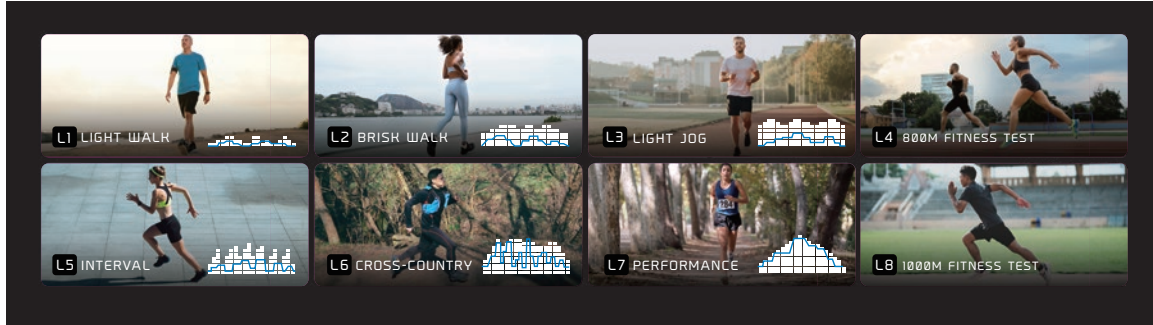 L1 LIGHT WALK
L2 BRISK WALK
L3 LIGHT JOG
L4 800M FITNESS TEST
L5 INTERVAL
L6 CROSS-COUNTRY
L7 PERFORMANCE
1234
L8 1000M FITNESS TEST